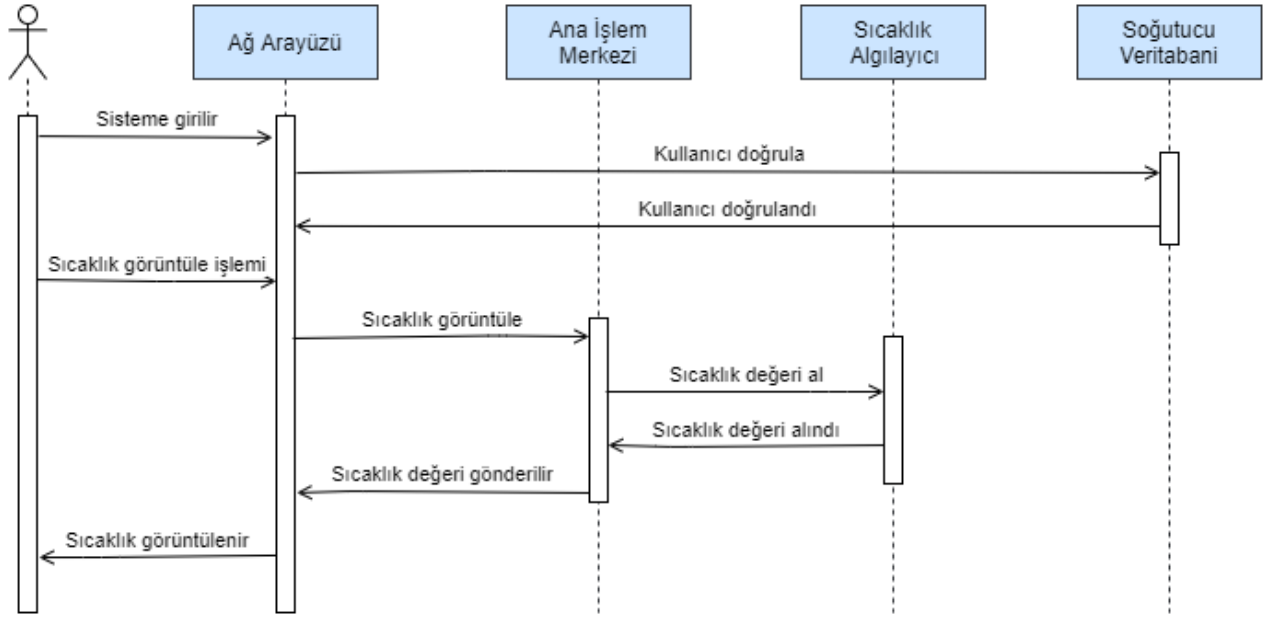 Ağ Arayüzü
Ana İşlem
Merkezi
Sıcaklık
Algılayıcı
Soğutucu
Veritabani
Sisteme girilir
Kullanıcı doğrula
Kullanıcı doğrulandı
Sıcaklık görüntüle işlemi
Sıcaklık görüntüle
Sıcaklık değeri al
Sıcaklık değeri alındı
Sıcaklık değeri gönderilir
Sıcaklık görüntülenir